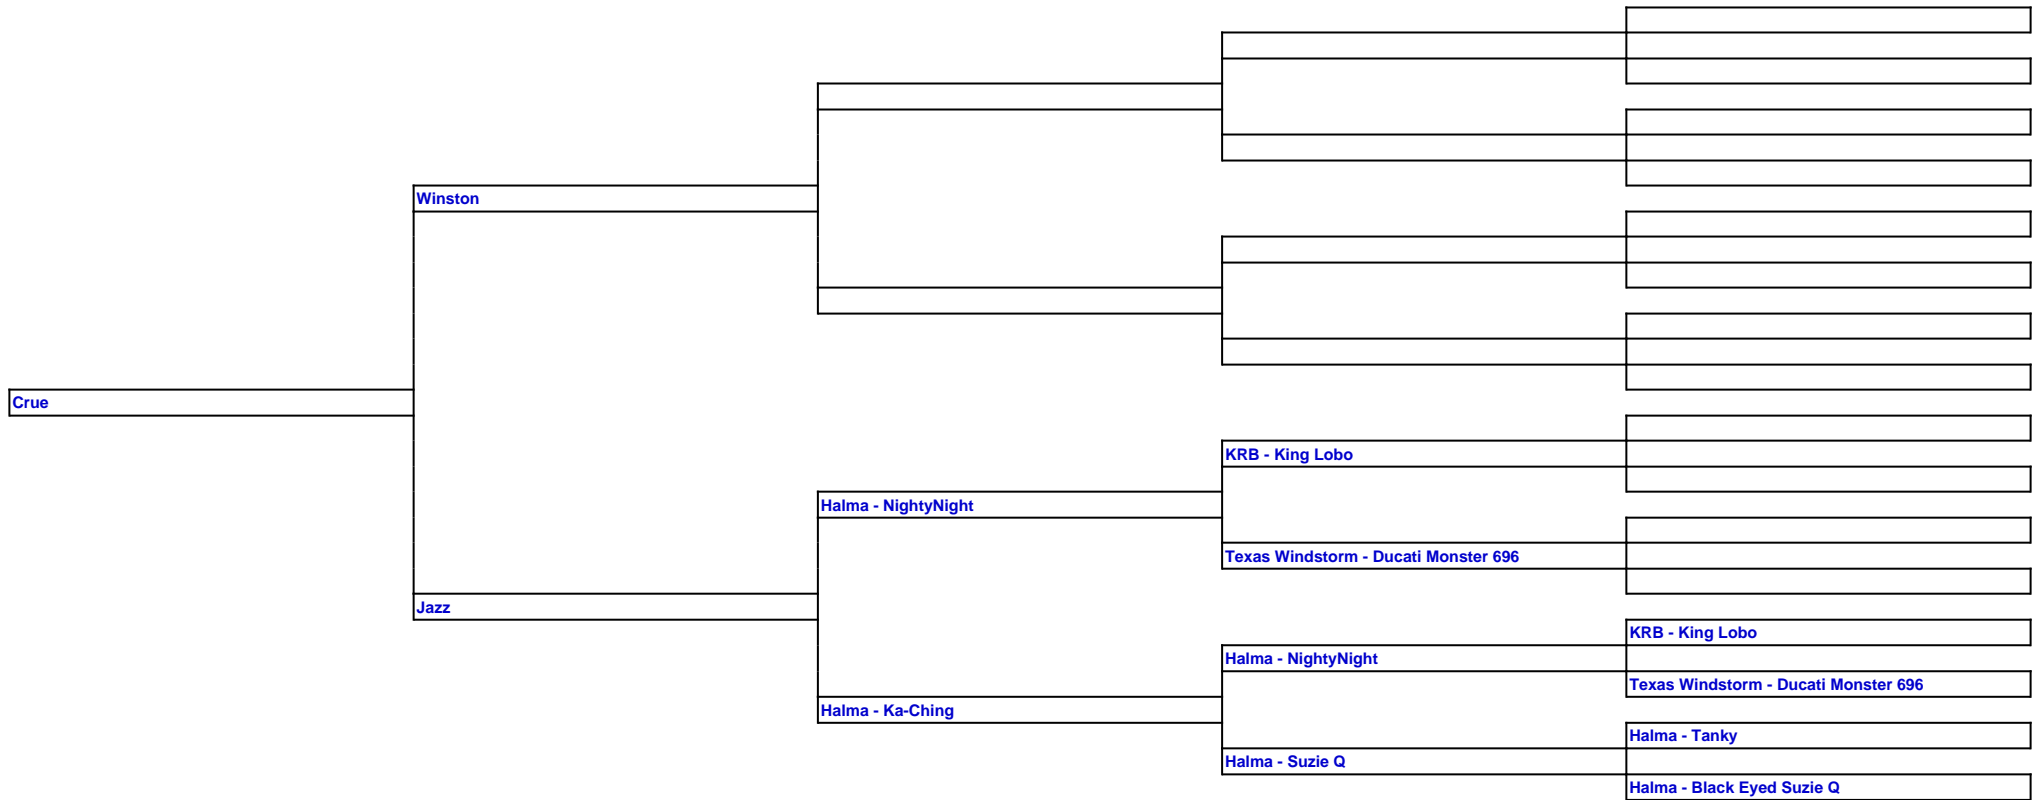 Winston
Crue
KRB - King Lobo
Halma - NightyNight
Texas Windstorm - Ducati Monster 696
Jazz
KRB - King Lobo
Halma - NightyNight
Texas Windstorm - Ducati Monster 696
Halma - Ka-Ching
Halma - Tanky
Halma - Suzie Q
Halma - Black Eyed Suzie Q